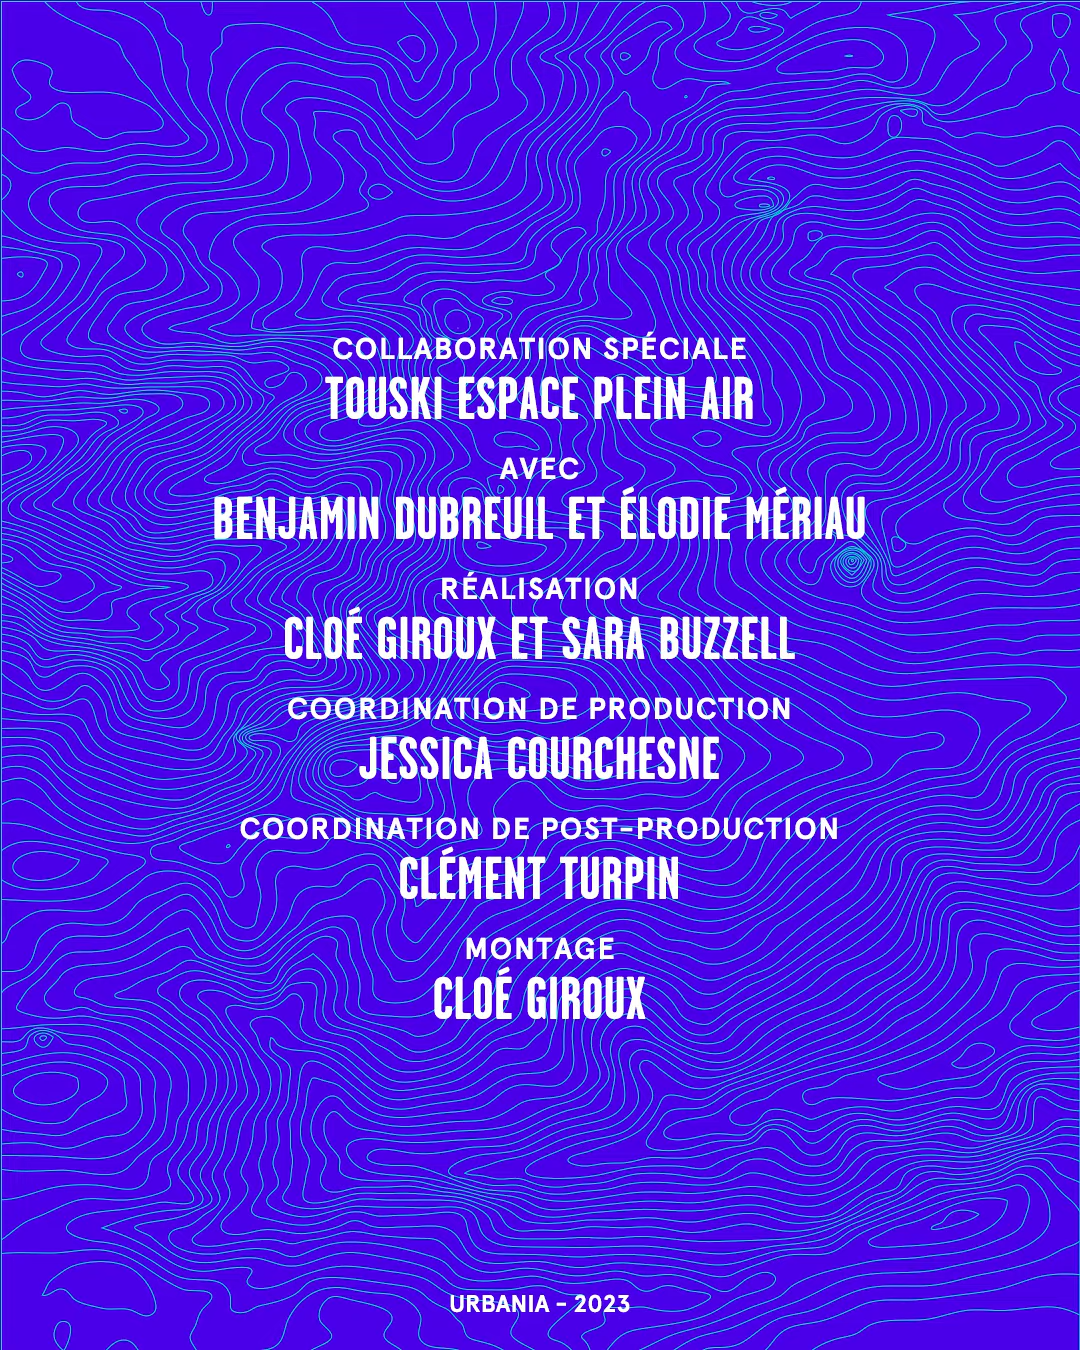 COLLABORATION SPÉCIALE
TOUSKI ESPACE PLEIN AIR
AVEC
BENJAMIN DUBREUIL ET ÉLODIE MÉRIAU
RÉALISATION
CLOÉ GIROUX ET SARA BUZZELL
COORDINATION DE PRODUCTION
JESSICA COURCHESNE
COORDINATION DE POST-PRODUCTION
CLÉMENT TURPIN
MONTAGE
CLOÉ GIROUX
URBANIA - 2023